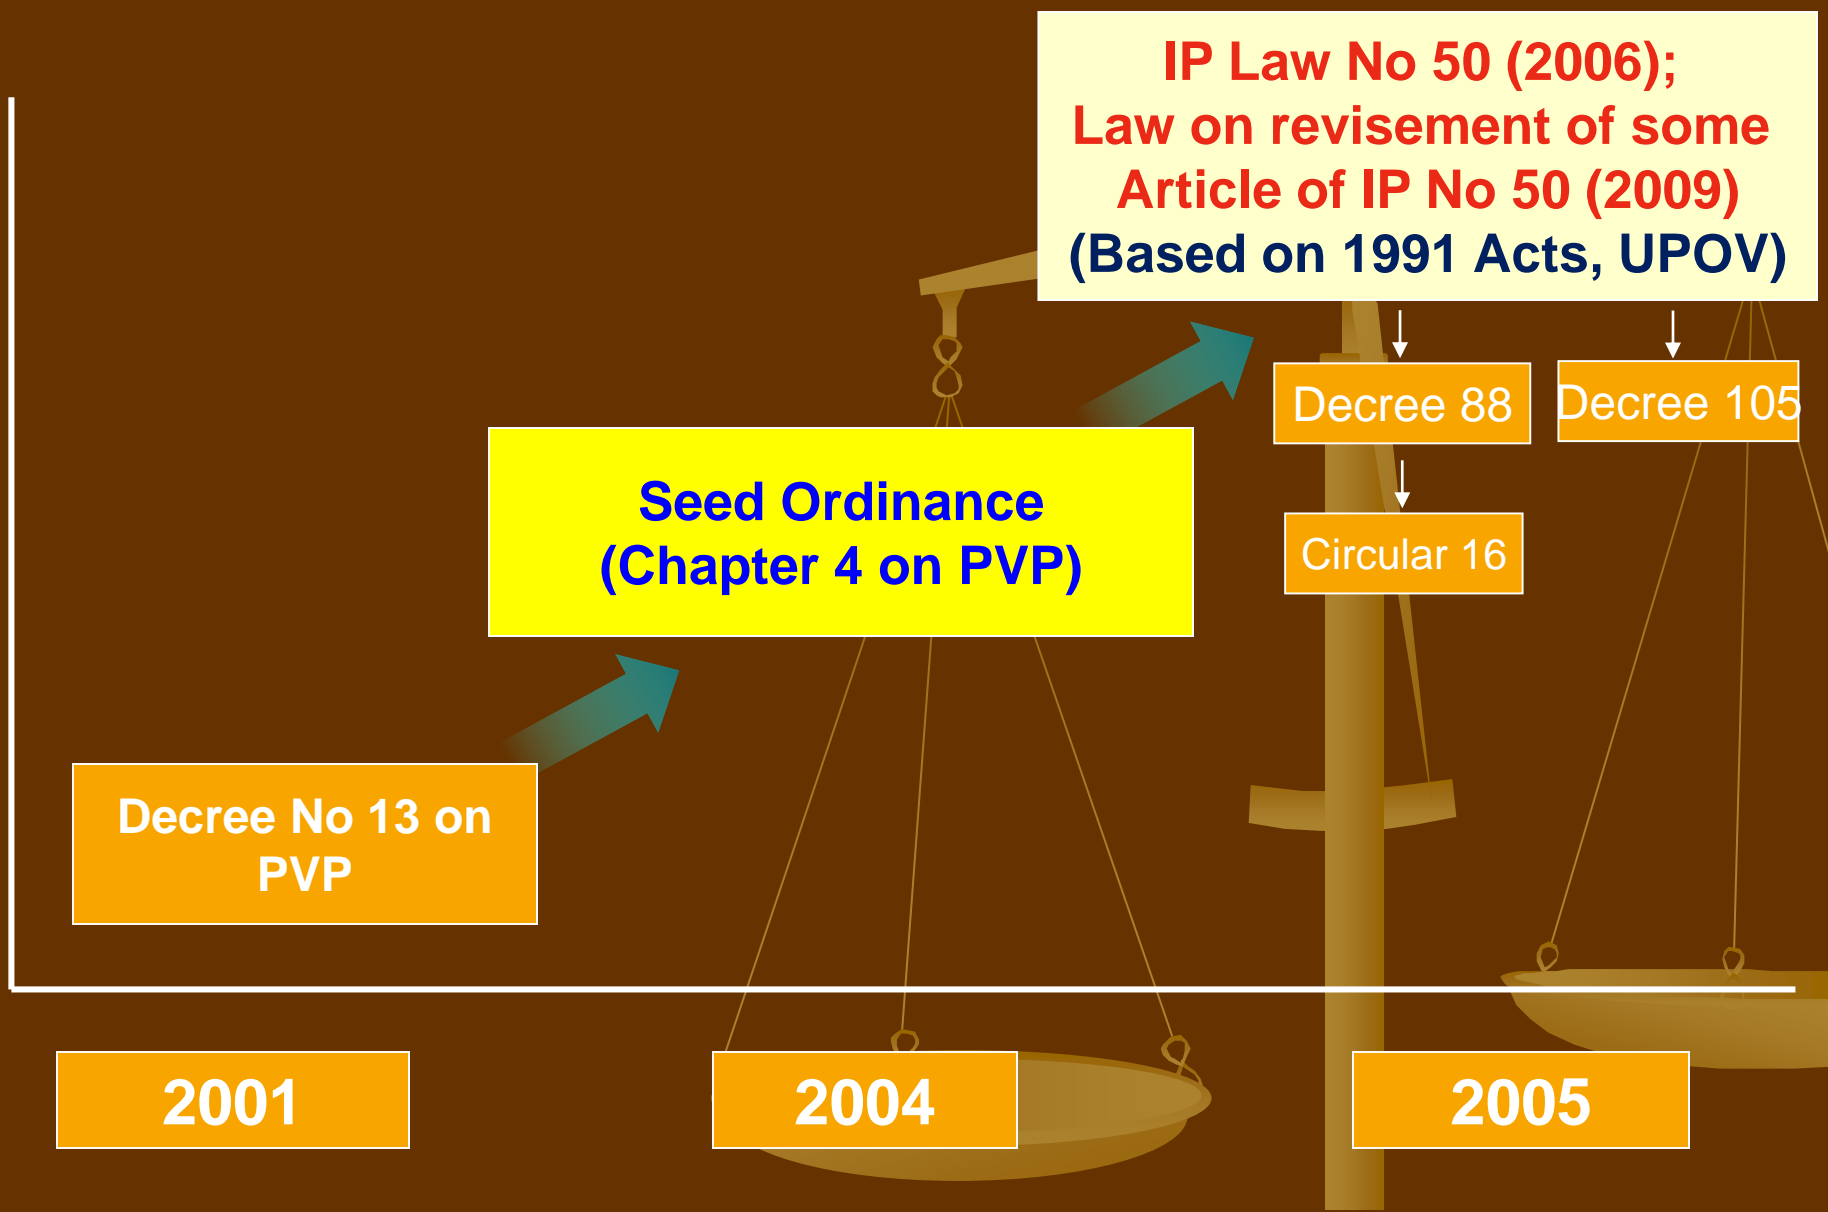 IP Law No 50 (2006);
Law on revisement of some
Article of IP No 50 (2009)
(Based on 1991 Acts, UPOV)
Decree 88
Decree 105
Seed Ordinance
(Chapter 4 on PVP)
Circular 16
Decree No 13 on
PVP
2001
2004
2005